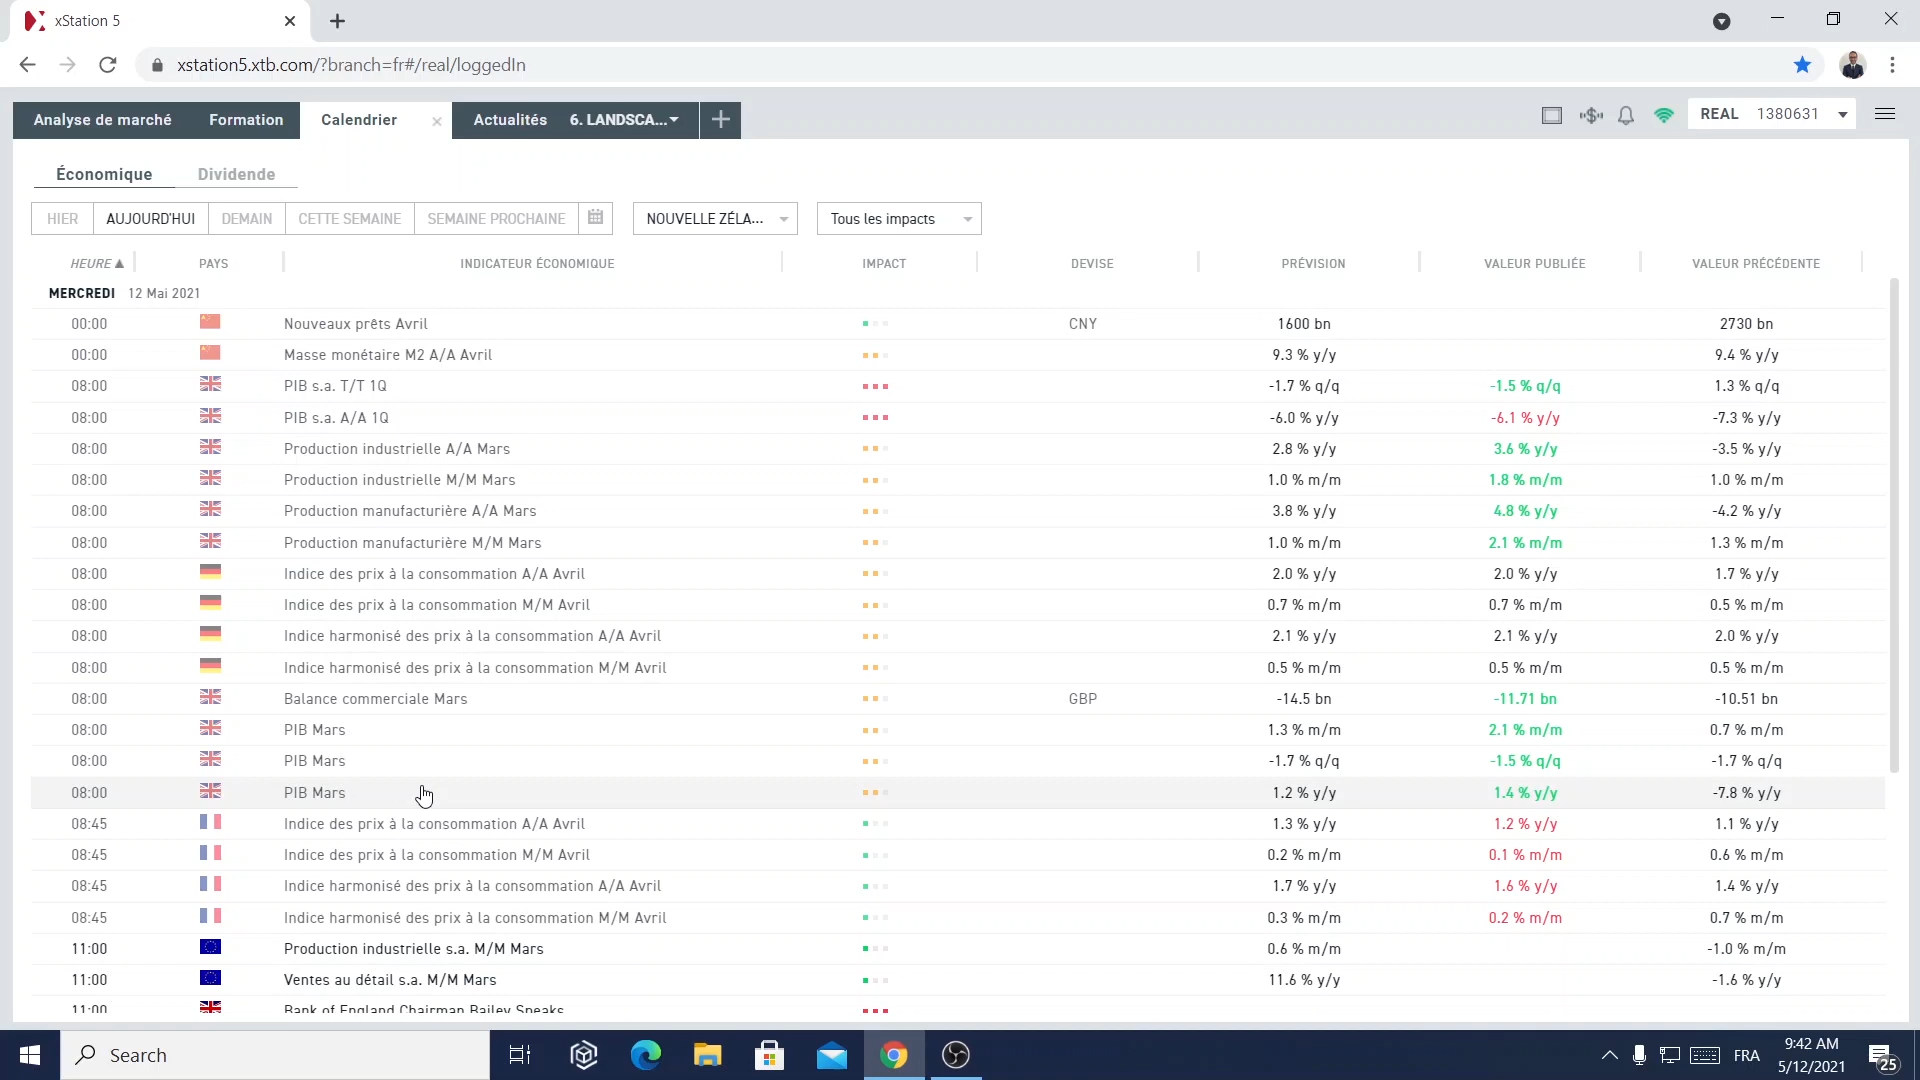 xStation 5
xstation5.xtb.com/?branch=fr#/real/loggedIn
Analyse de marché Formation Calendrier Actualités 6. LANDSCA... REAL 1380631
Économique Dividende
HIER AUJOURD'HUI DEMAIN CETTE SEMAINE SEMAINE PROCHAINE NOUVELLE ZÉLA... Tous les impacts
HEURE PAYS INDICATEUR ÉCONOMIQUE IMPACT DEVISE PRÉVISION VALEUR PUBLIÉE VALEUR PRÉCÉDENTE
MERCREDI 12 Mai 2021
00:00 Nouveaux prêts Avril CNY 1600 bn 2730 bn
00:00 Masse monétaire M2 A/A Avril 9.3 % y/y 9.4 % y/y
08:00 PIB s.a. T/T 1Q -1.7 % q/q -1.5 % q/q 1.3 % q/q
08:00 PIB s.a. A/A 1Q -6.0 % y/y -6.1 % y/y -7.3 % y/y
08:00 Production industrielle A/A Mars 2.8 % y/y 3.6 % y/y -3.5 % y/y
08:00 Production industrielle M/M Mars 1.0 % m/m 1.8 % m/m 1.0 % m/m
08:00 Production manufacturière A/A Mars 3.8 % y/y 4.8 % y/y -4.2 % y/y
08:00 Production manufacturière M/M Mars 1.0 % m/m 2.1 % m/m 1.3 % m/m
08:00 Indice des prix à la consommation A/A Avril 2.0 % y/y 2.0 % y/y 1.7 % y/y
08:00 Indice des prix à la consommation M/M Avril 0.7 % m/m 0.7 % m/m 0.5 % m/m
08:00 Indice harmonisé des prix à la consommation A/A Avril 2.1 % y/y 2.1 % y/y 2.0 % y/y
08:00 Indice harmonisé des prix à la consommation M/M Avril 0.5 % m/m 0.5 % m/m 0.5 % m/m
08:00 Balance commerciale Mars GBP -14.5 bn -11.71 bn -10.51 bn
08:00 PIB Mars 1.3 % m/m 2.1 % m/m 0.7 % m/m
08:00 PIB Mars -1.7 % q/q -1.5 % q/q -1.7 % q/q
08:00 PIB Mars 1.2 % y/y 1.4 % y/y -7.8 % y/y
08:45 Indice des prix à la consommation A/A Avril 1.3 % y/y 1.2 % y/y 1.1 % y/y
08:45 Indice des prix à la consommation M/M Avril 0.2 % m/m 0.1 % m/m 0.6 % m/m
08:45 Indice harmonisé des prix à la consommation A/A Avril 1.7 % y/y 1.6 % y/y 1.4 % y/y
08:45 Indice harmonisé des prix à la consommation M/M Avril 0.3 % m/m 0.2 % m/m 0.7 % m/m
11:00 Production industrielle s.a. M/M Mars 0.6 % m/m -1.0 % m/m
11:00 Ventes au détail s.a. M/M Mars 11.6 % y/y -1.6 % y/y
11:00 Bank of England Chairman Bailey Speaks
Search FRA 9:42 AM
5/12/2021 25